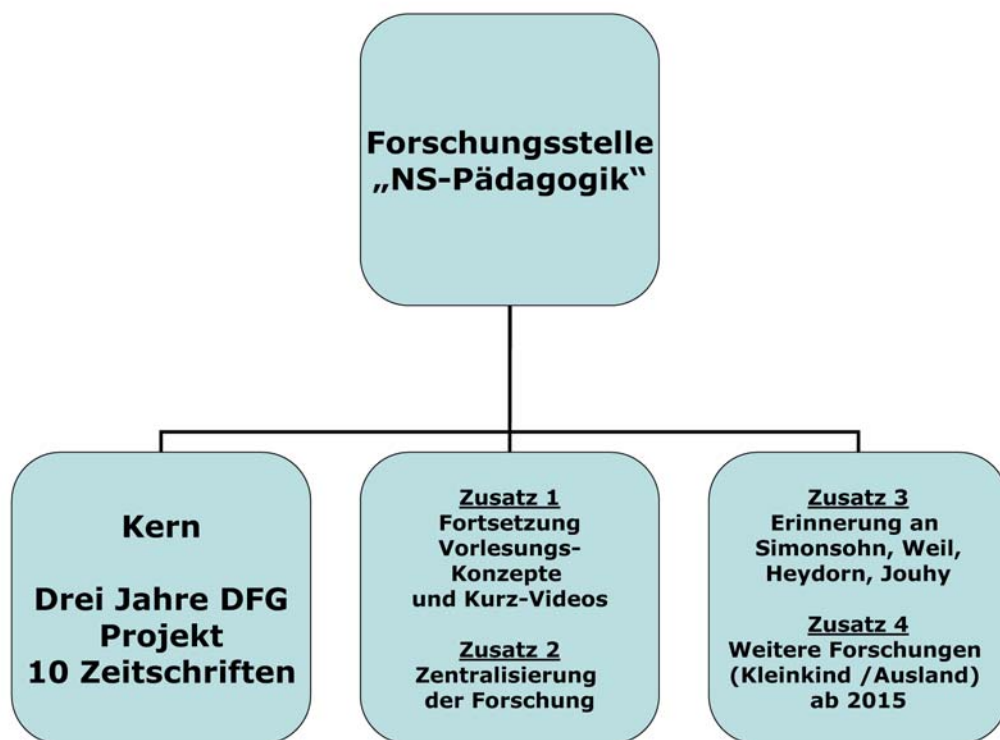 Forschungsstelle
„NS-Pädagogik“
Kern
Drei Jahre DFG
Projekt
10 Zeitschriften
Zusatz 1
Fortsetzung
Vorlesungs-
Konzepte
und Kurz-Videos
Zusatz 2
Zentralisierung
der Forschung
Zusatz 3
Erinnerung an
Simonsohn, Weil,
Heydorn, Jouhy
Zusatz 4
Weitere Forschungen
(Kleinkind /Ausland)
ab 2015